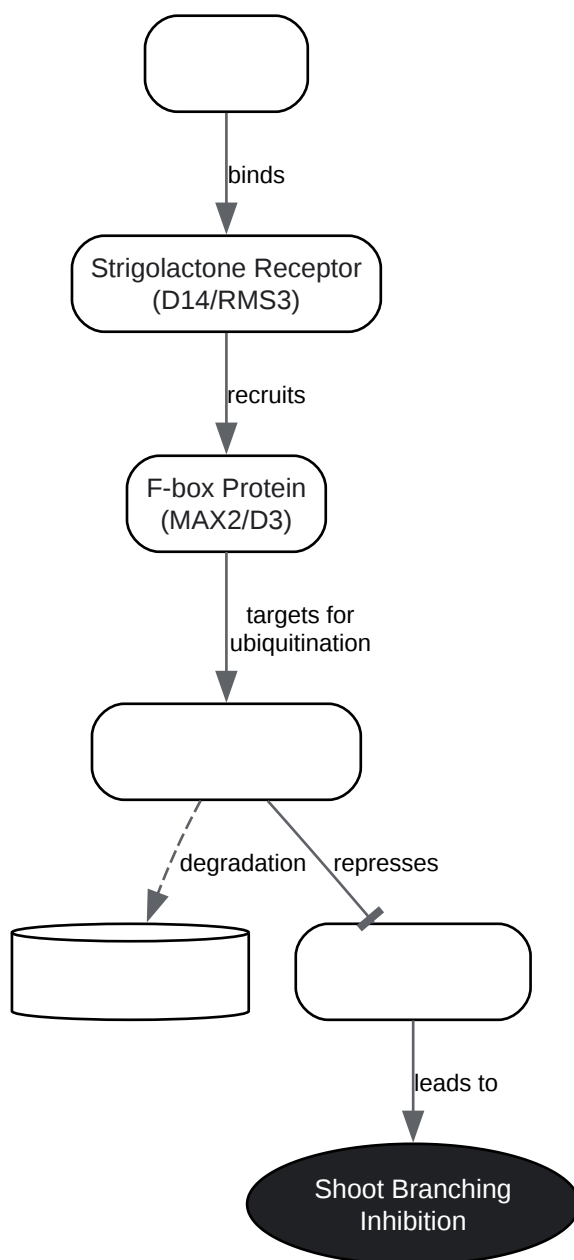 binds
Strigolactone Receptor
(D14/RMS3)
recruits
F-box Protein
(MAX2/D3)
targets for
ubiquitination
degradation
represses
leads to
Shoot Branching
Inhibition